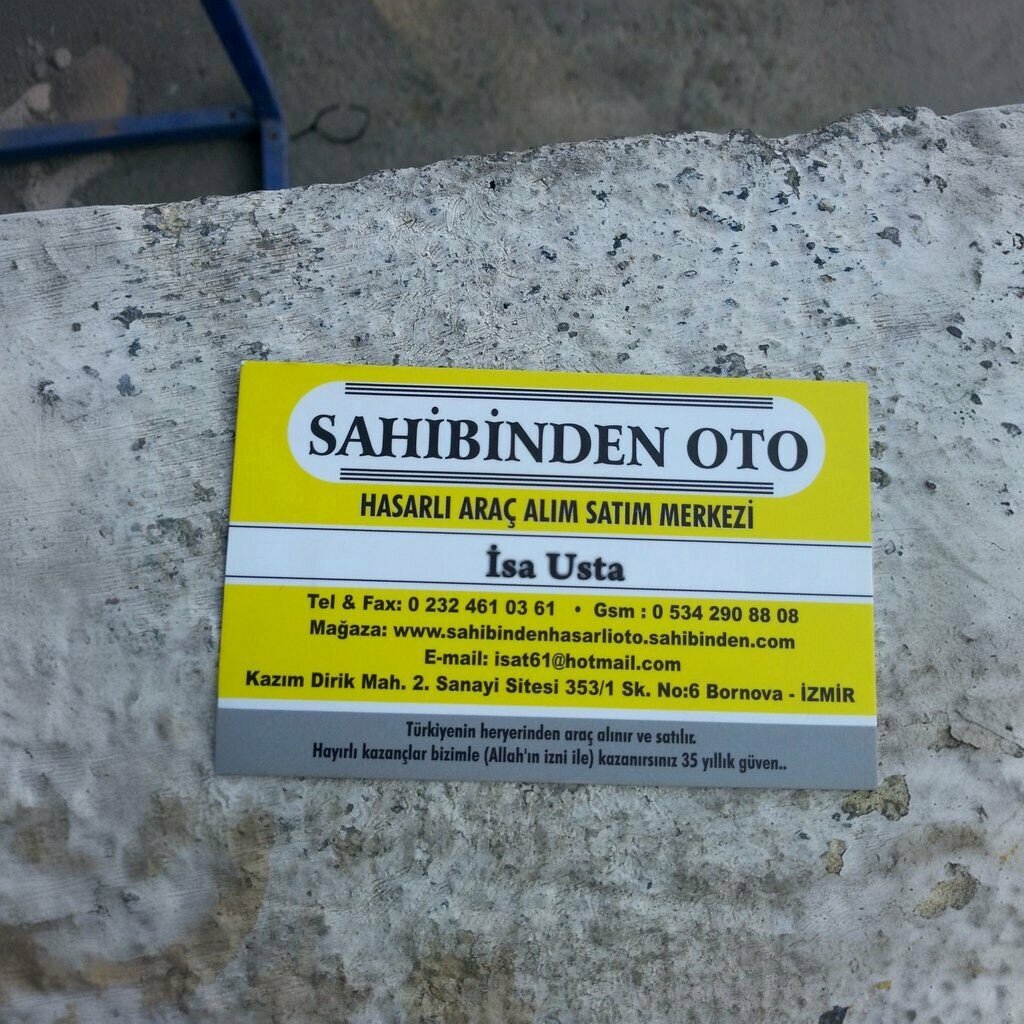 SAHİBİNDEN OTO
HASARLI ARAÇ ALIM SATIM MERKEZİ
İsa Usta
Tel & Fax: 0 232 461 03 61 • Gsm : 0 534 290 88 08
Mağaza: www.sahibindenhasarlioto.sahibinden.com
E-mail: isat61@hotmail.com
Kazım Dirik Mah. 2. Sanayi Sitesi 353/1 Sk. No:6 Bornova - İZMİR
Türkiyenin heryerinden araç alınır ve satılır.
Hayırlı kazançlar bizimle (Allah'ın izni ile) kazanırsınız 35 yıllık güven..